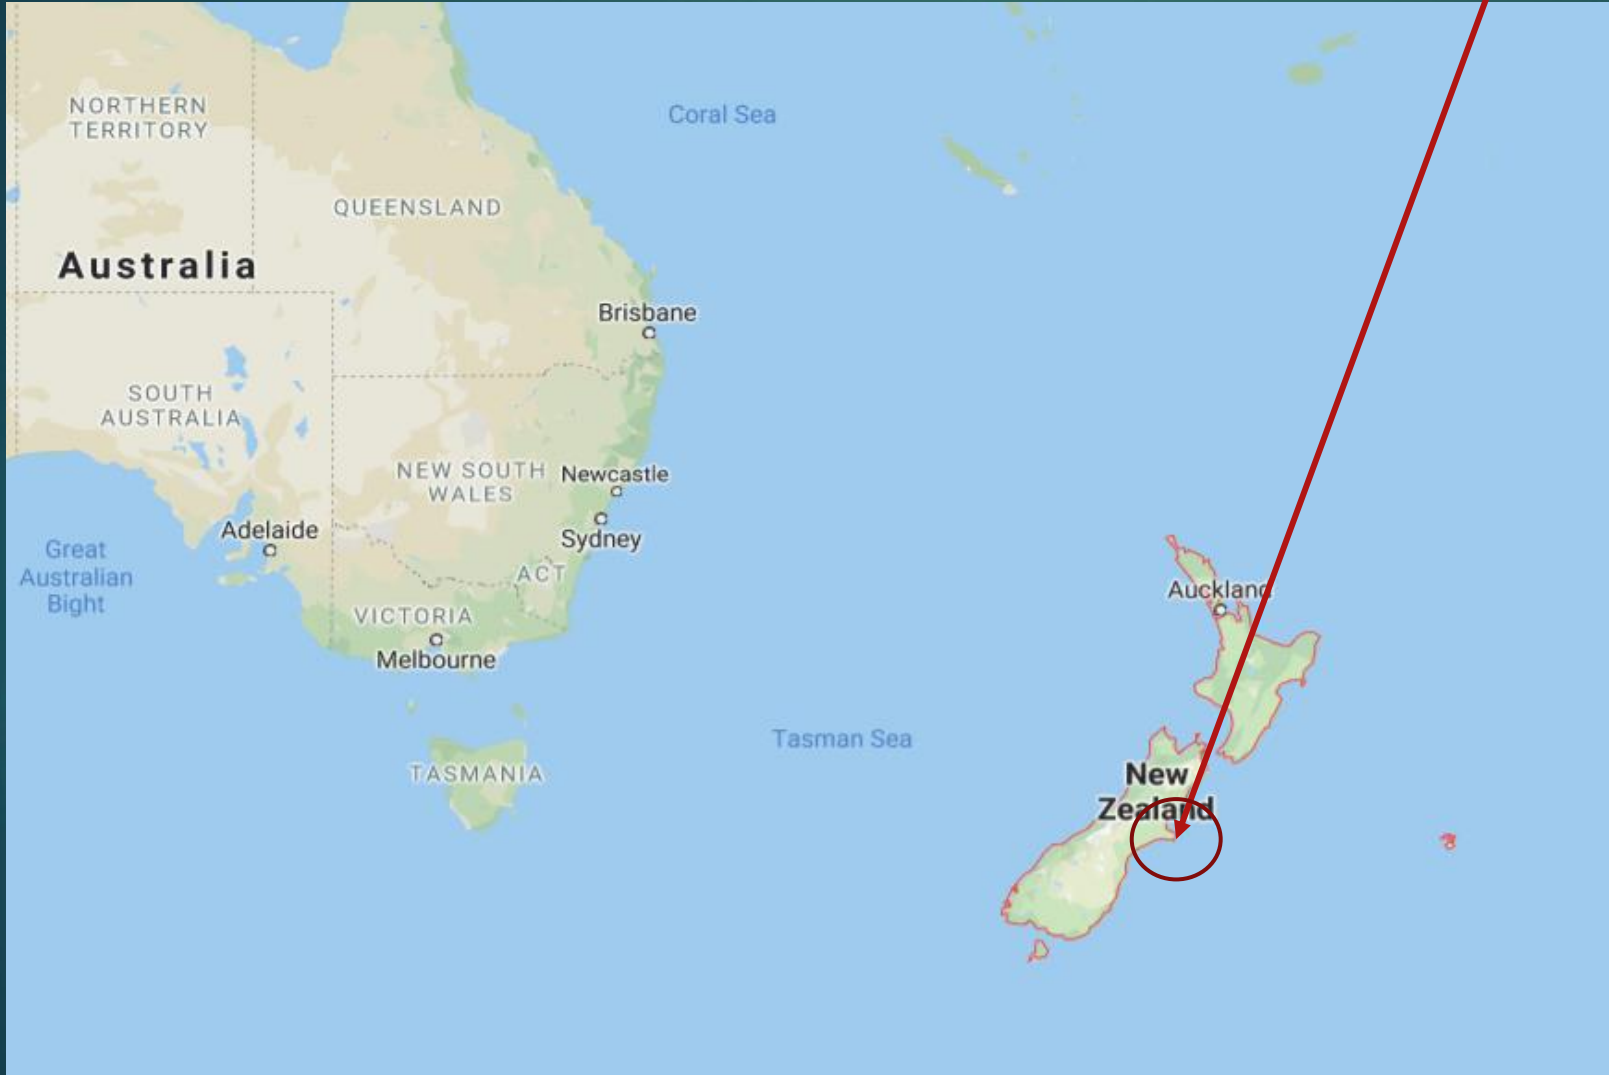 NORTHERN
TERRITORY
Coral Sea
QUEENSLAND
Australia
Brisbane
SOUTH
AUSTRALIA
NEW SOUTH
WALES
Newcastle
Adelaide
Sydney
Great
Australian
Bight
ACT
Auckland
VICTORIA
Melbourne
Tasman Sea
TASMANIA
New
Zealand